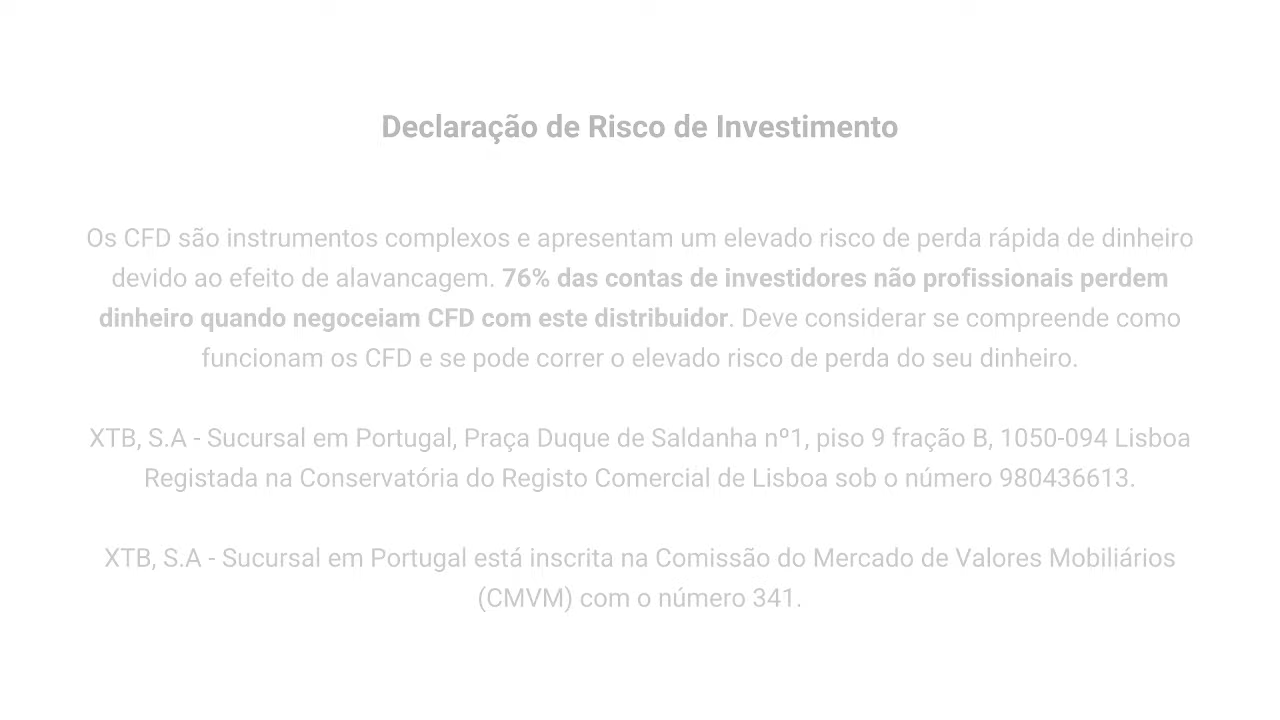 Declaração de Risco de Investimento
Os CFD são instrumentos complexos e apresentam um elevado risco de perda rápida de dinheiro
devido ao efeito de alavancagem. 76% das contas de investidores não profissionais perdem
dinheiro quando negoceiam CFD com este distribuidor. Deve considerar se compreende como
funcionam os CFD e se pode correr o elevado risco de perda do seu dinheiro.
XTB, S.A - Sucursal em Portugal, Praça Duque de Saldanha nº1, piso 9 fração B, 1050-094 Lisboa
Registada na Conservatória do Registo Comercial de Lisboa sob o número 980436613.
XTB, S.A - Sucursal em Portugal está inscrita na Comissão do Mercado de Valores Mobiliários
(CMVM) com o número 341.